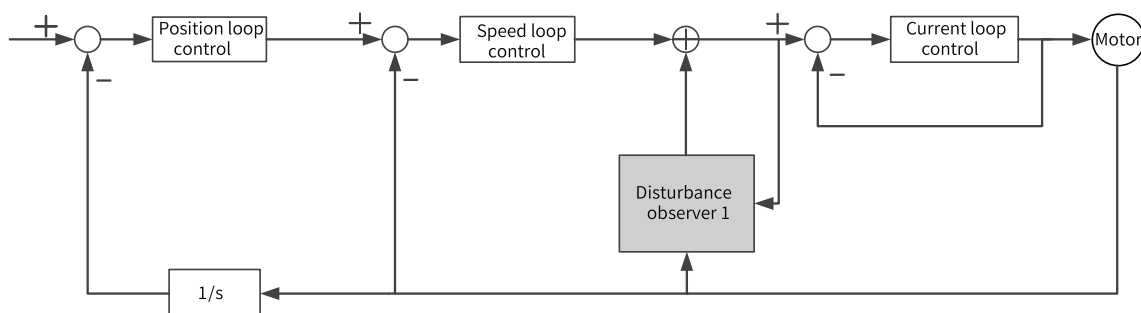 +
Position loop
control
−
+
Speed loop
control
−
+
Current loop
control
−
Motor
Disturbance
observer 1
1/s